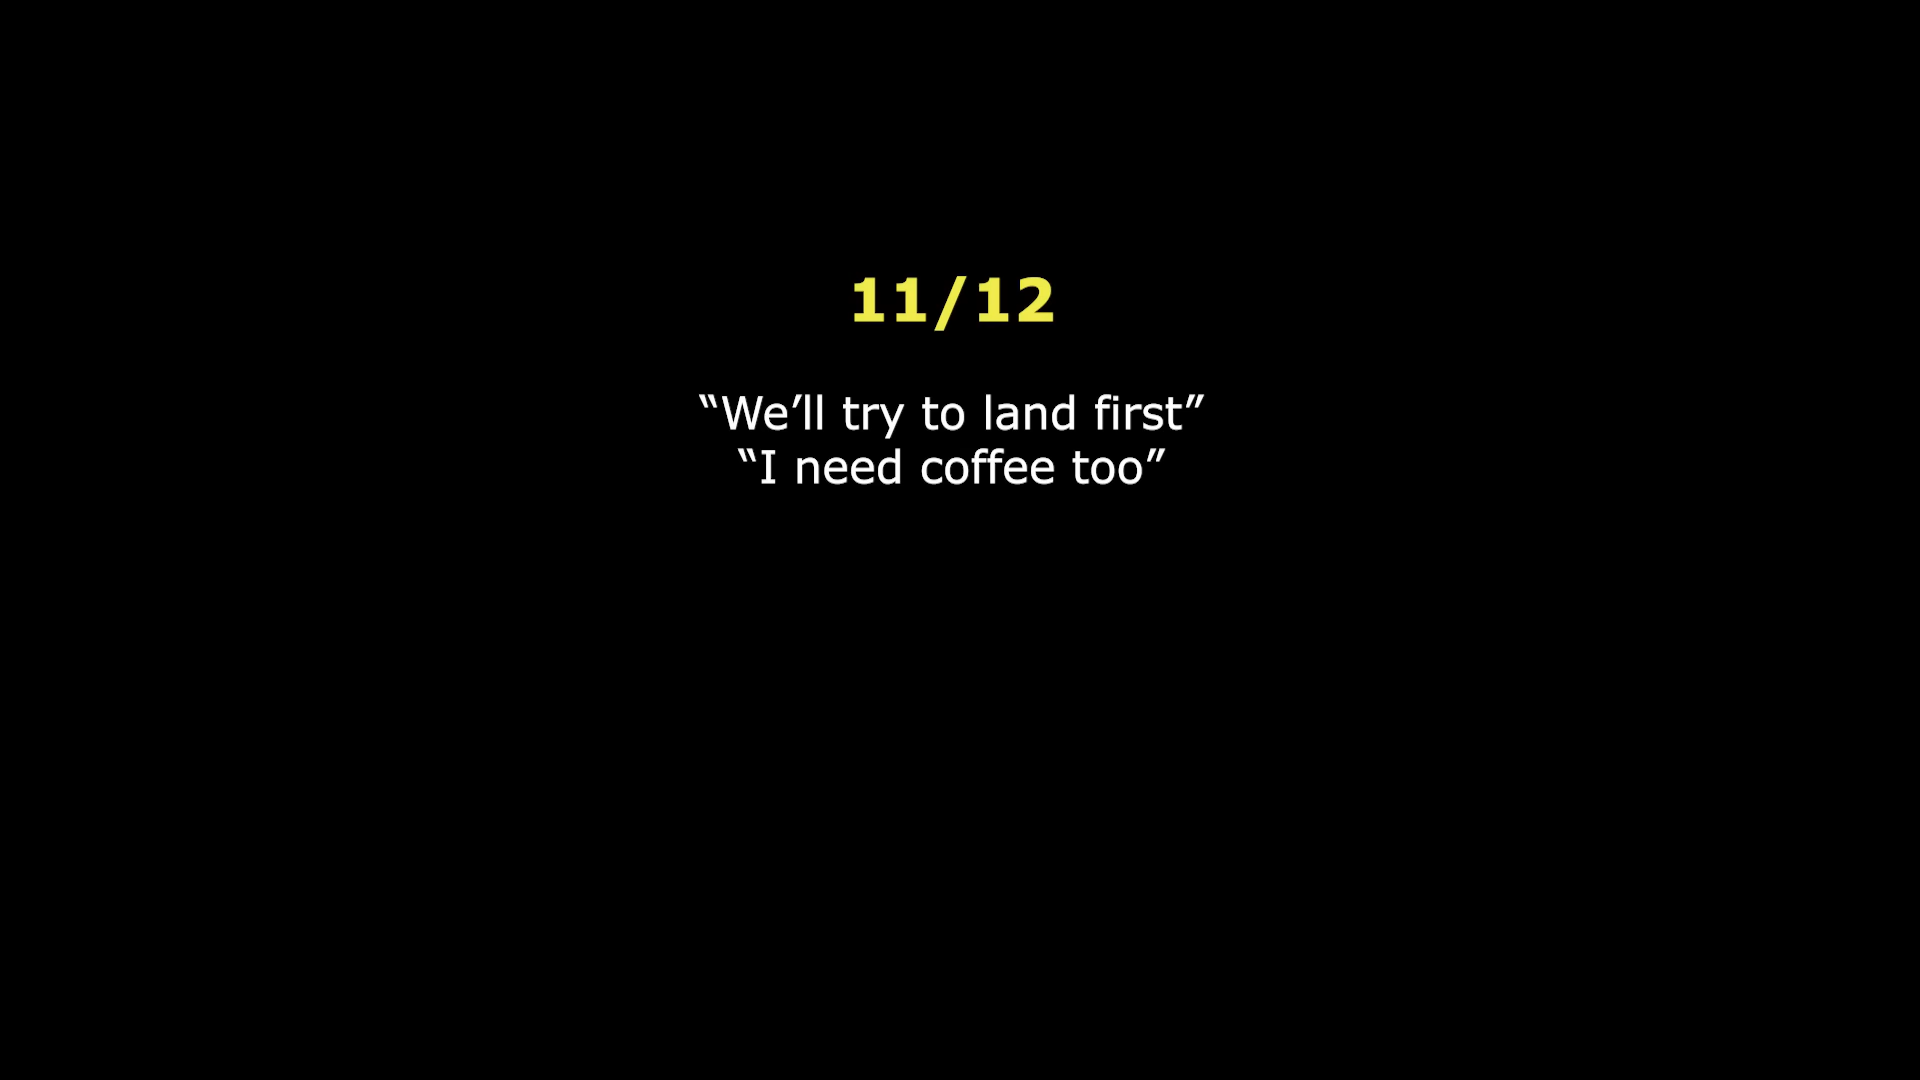 11/12
“We’ll try to land first”
“I need coffee too”